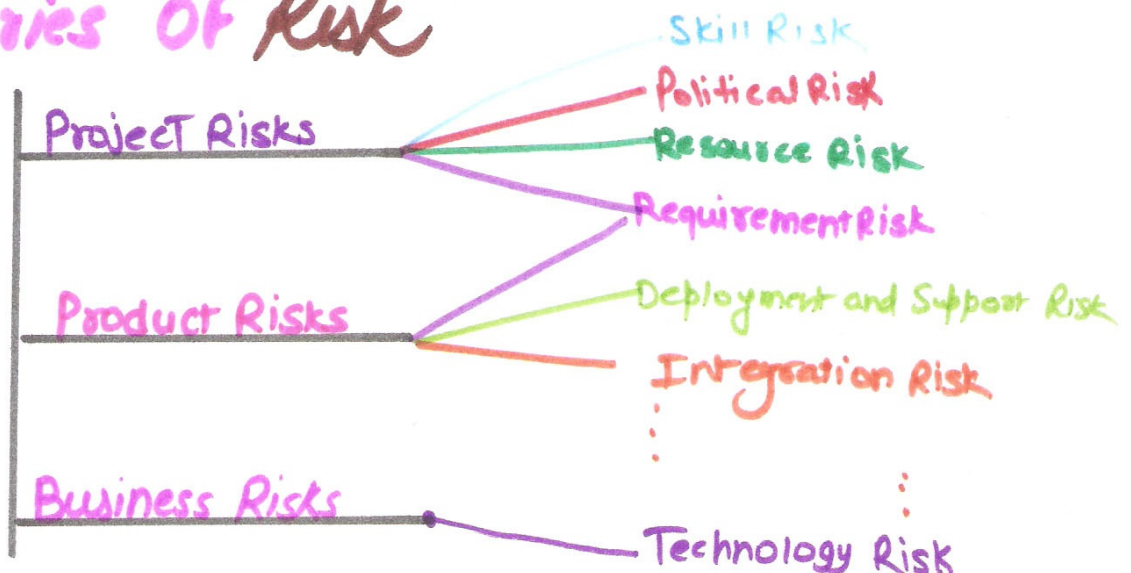 ries Of Risk
Skill Risk
Political Risk
Project Risks
Resource Risk
Requirement Risk
Deployment and Support Risk
Product Risks
Integration Risk
Business Risks
Technology Risk